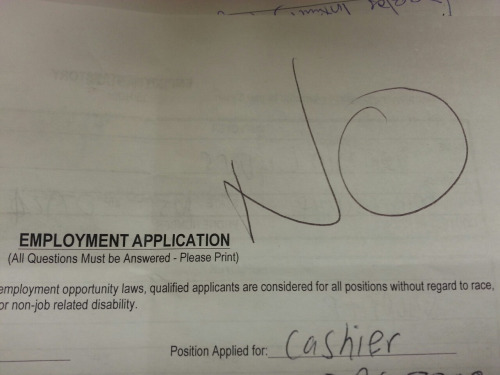 NO
EMPLOYMENT APPLICATION
(All Questions Must be Answered - Please Print)
employment opportunity laws, qualified applicants are considered for all positions without regard to race,
or non-job related disability.
Position Applied for: Cashier